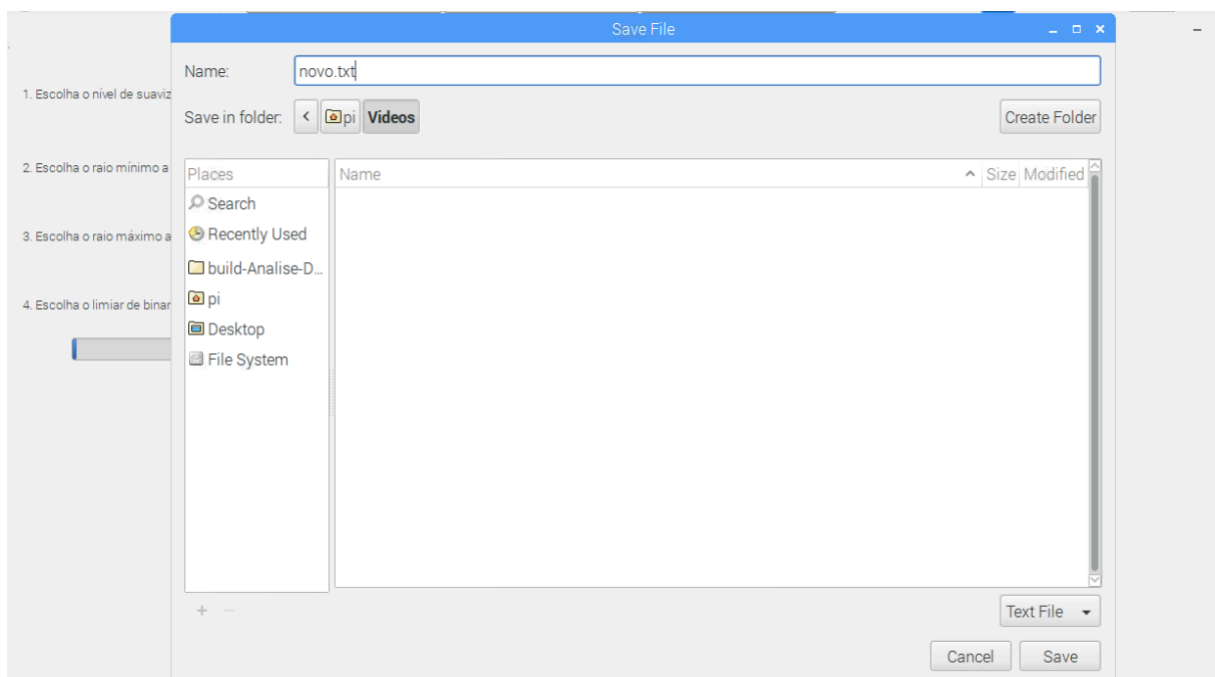 Save File
Name: novo.txt
1. Escolha o nível de suaviz
Save in folder: < pi Videos Create Folder
2. Escolha o raio mínimo a
Places Name Size Modified
Search
3. Escolha o raio máximo a
Recently Used
build-Analise-D...
pi
4. Escolha o limiar de binar
Desktop
File System
+ −
Text File
Cancel Save